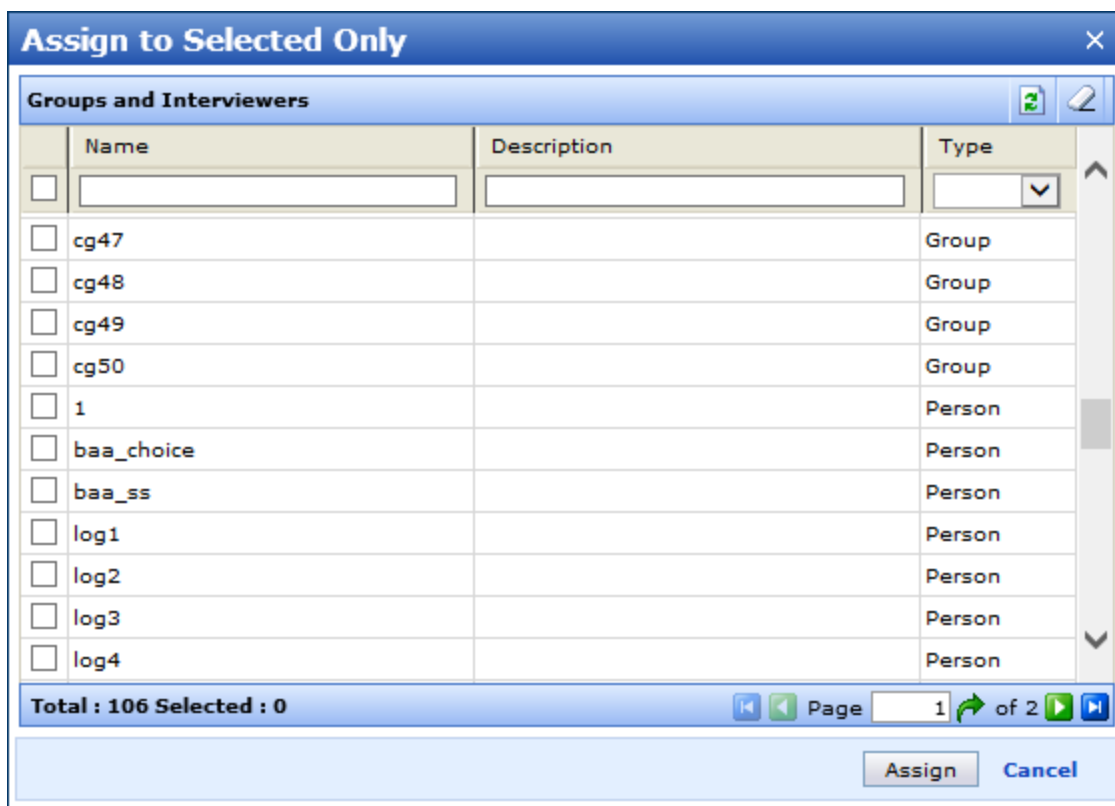 Assign to Selected Only
Groups and Interviewers
Name Description Type
cg47 Group
cg48 Group
cg49 Group
cg50 Group
1 Person
baa_choice Person
baa_ss Person
log1 Person
log2 Person
log3 Person
log4 Person
Total : 106 Selected : 0 Page 1 of 2
Assign Cancel